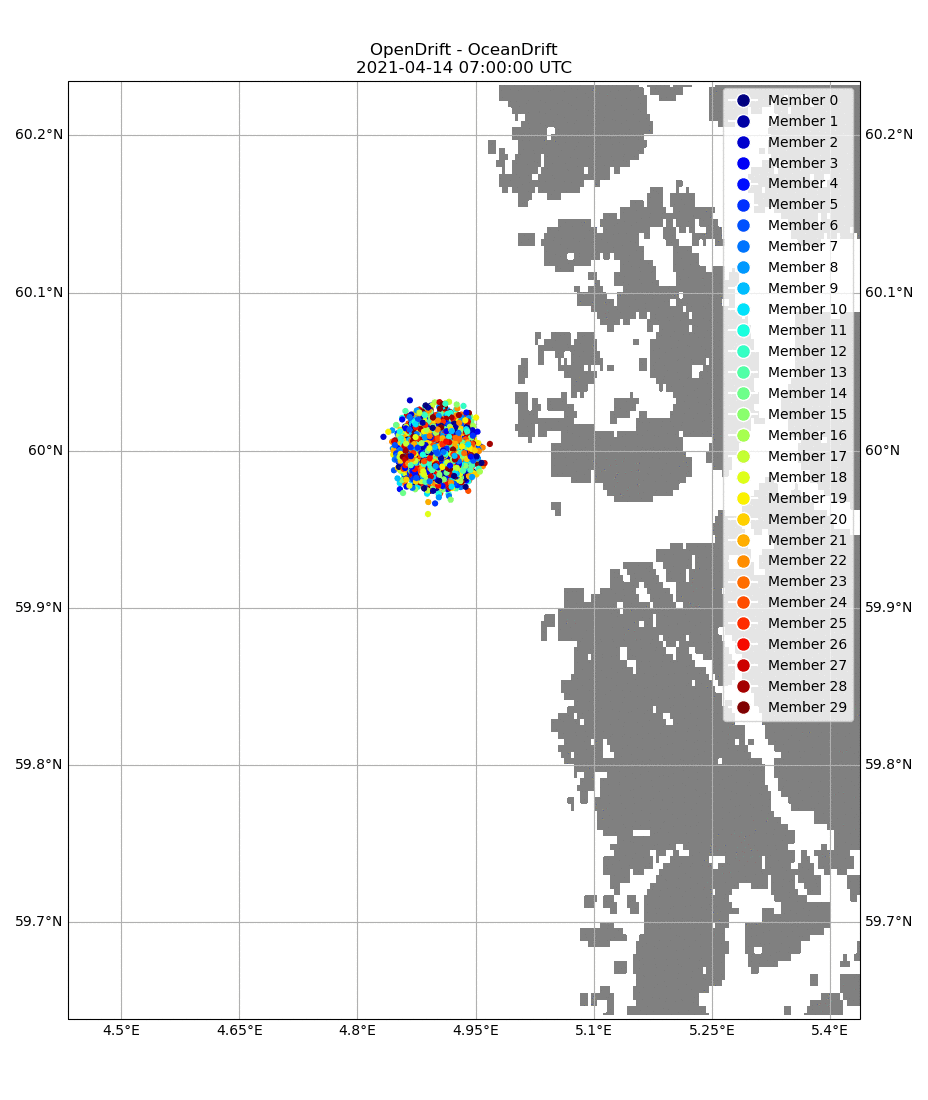 OpenDrift - OceanDrift
2021-04-14 07:00:00 UTC
60.2°N
60.1°N
60°N
59.9°N
59.8°N
59.7°N
60.2°N
60.1°N
60°N
59.9°N
59.8°N
59.7°N
4.5°E
4.65°E
4.8°E
4.95°E
5.1°E
5.25°E
5.4°E
Member 0
Member 1
Member 2
Member 3
Member 4
Member 5
Member 6
Member 7
Member 8
Member 9
Member 10
Member 11
Member 12
Member 13
Member 14
Member 15
Member 16
Member 17
Member 18
Member 19
Member 20
Member 21
Member 22
Member 23
Member 24
Member 25
Member 26
Member 27
Member 28
Member 29